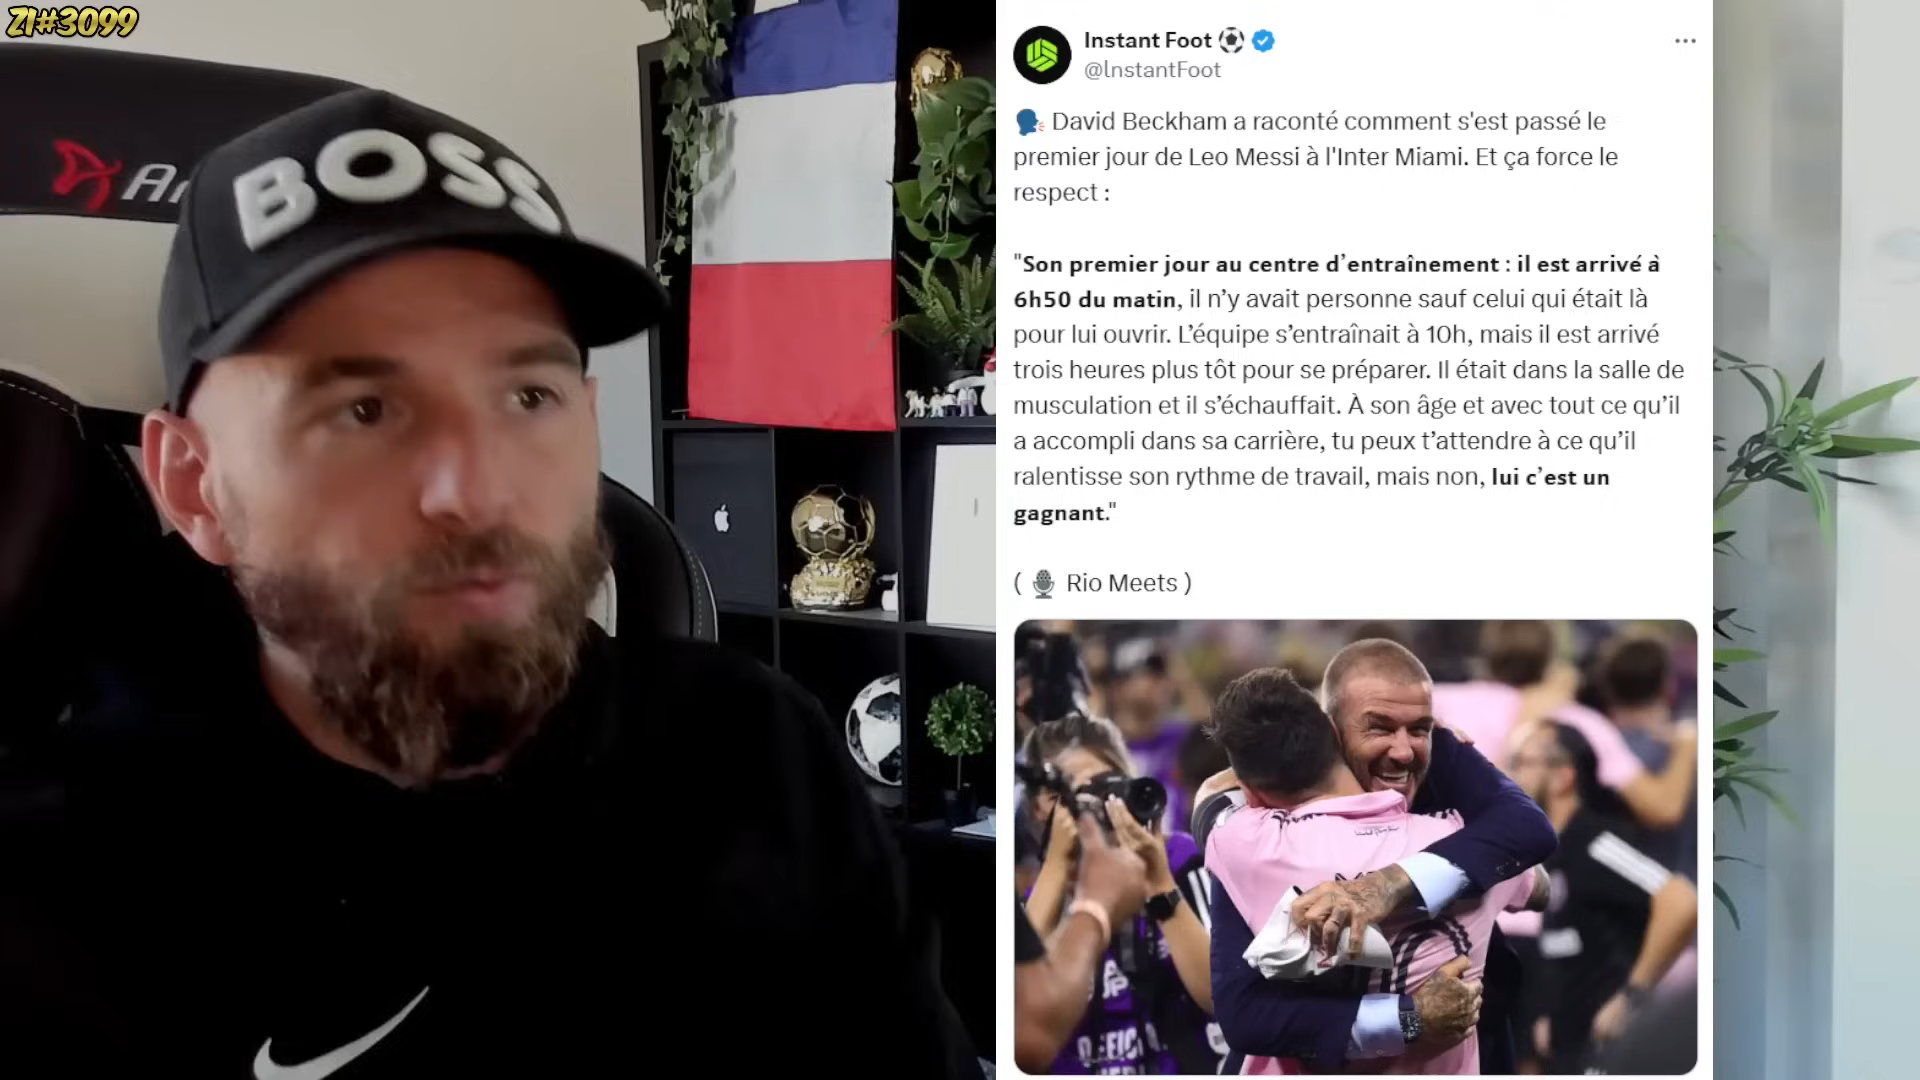 ZI#3099
BOSS
Ar
Instant Foot
@lnstantFoot
David Beckham a raconté comment s'est passé le
premier jour de Leo Messi à l'Inter Miami. Et ça force le
respect :
"Son premier jour au centre d’entraînement : il est arrivé à
6h50 du matin, il n’y avait personne sauf celui qui était là
pour lui ouvrir. L’équipe s’entraînait à 10h, mais il est arrivé
trois heures plus tôt pour se préparer. Il était dans la salle de
musculation et il s’échauffait. À son âge et avec tout ce qu’il
a accompli dans sa carrière, tu peux t’attendre à ce qu’il
ralentisse son rythme de travail, mais non, lui c’est un
gagnant."
( Rio Meets )